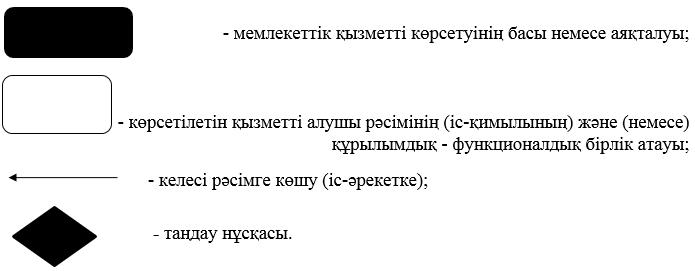 - мемлекеттік қызметті көрсетуінің басы немесе аяқталуы;
- көрсетілетін қызметті алушы рәсімінің (іс-қимылының) және (немесе)
құрылымдық - функционалдық бірлік атауы;
- келесі рәсімге көшу (іс-әрекетке);
- таңдау нұсқасы.